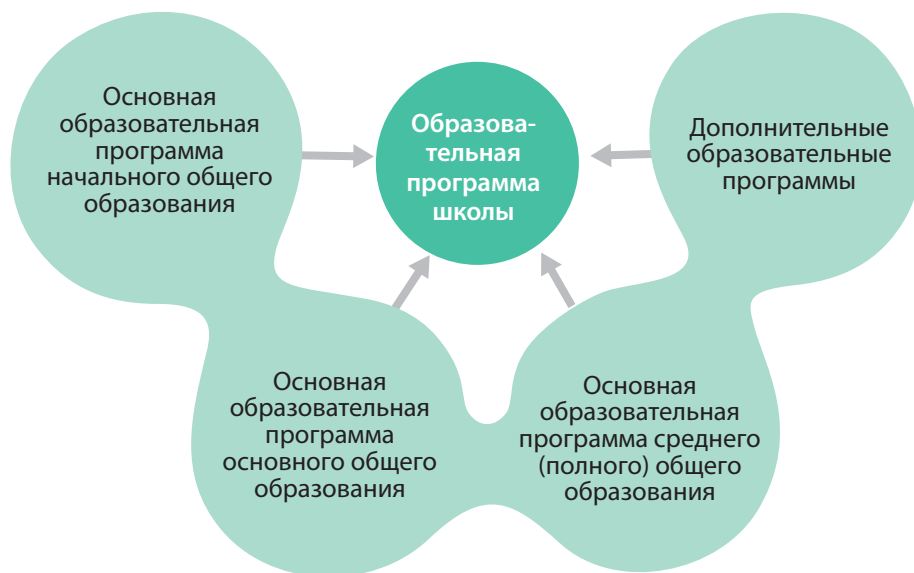 Основная
образовательная
программа
начального общего
образования
Образова-
тельная
программа
школы
Дополнительные
образовательные
программы
Основная
образовательная
программа
основного общего
образования
Основная
образовательная
программа среднего
(полного) общего
образования